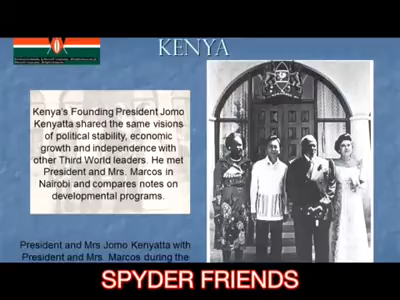 KENYA
Kenya's Founding President Jomo
Kenyatta shared the same visions
of political stability, economic
growth and independence with
other Third World leaders. He met
President and Mrs. Marcos in
Nairobi and compares notes on
developmental programs.
President and Mrs Jomo Kenyatta with
President and Mrs. Marcos during the
SPYDER FRIENDS